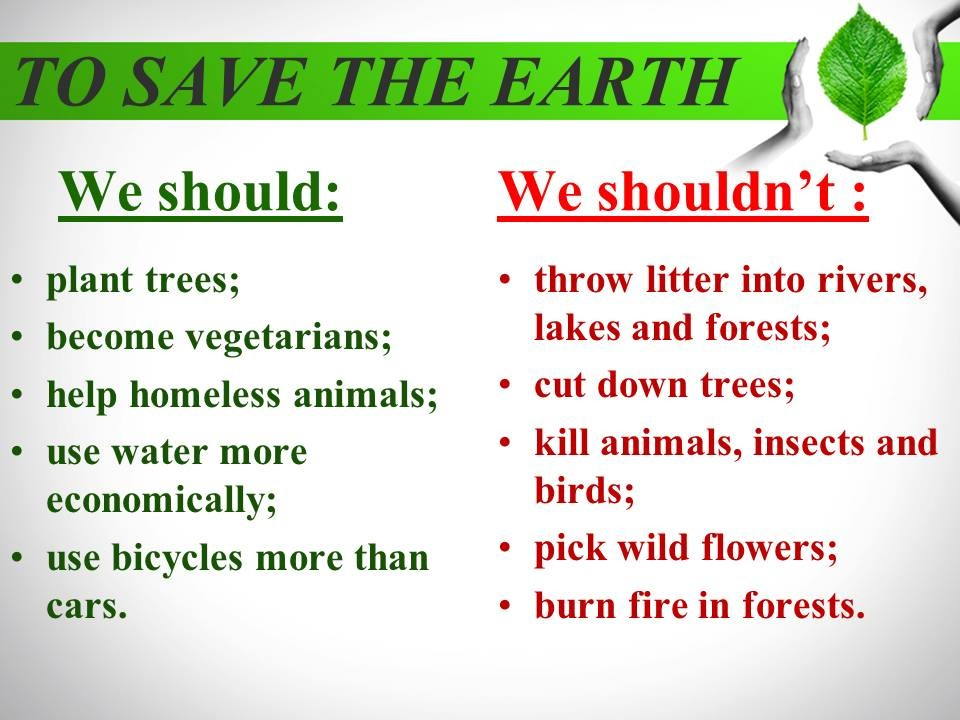 TO SAVE THE EARTH
We should:
• plant trees;
• become vegetarians;
• help homeless animals;
• use water more
economically;
• use bicycles more than
cars.
We shouldn’t :
• throw litter into rivers,
lakes and forests;
• cut down trees;
• kill animals, insects and
birds;
• pick wild flowers;
• burn fire in forests.